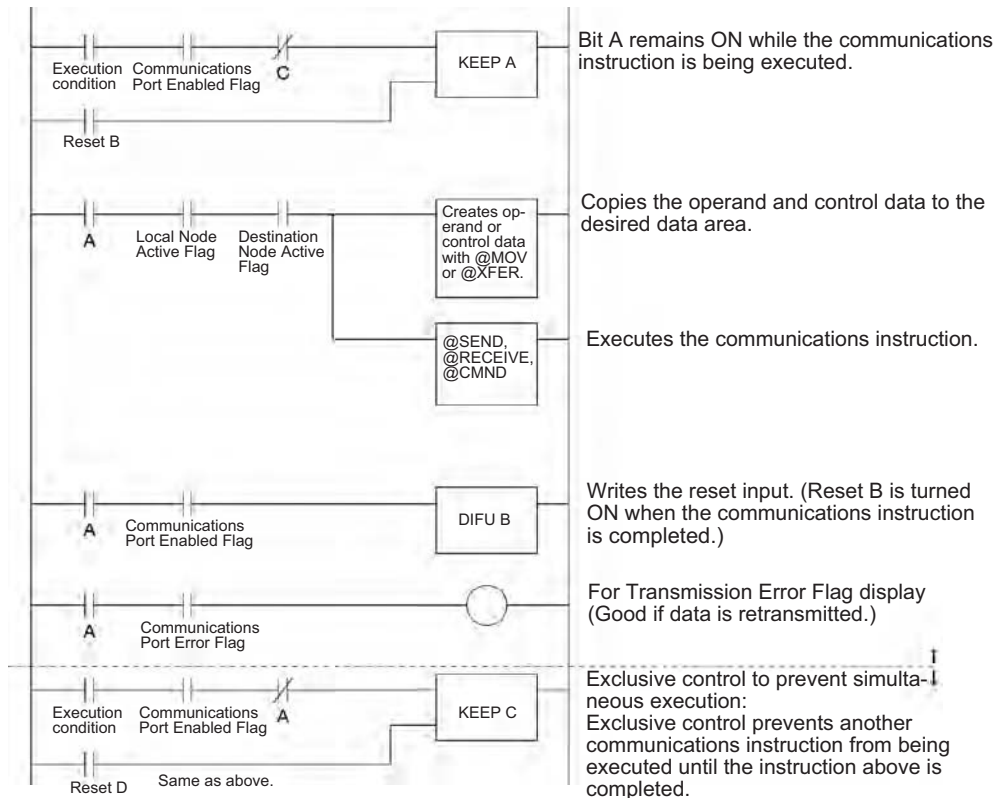 Execution
condition
Communications
Port Enabled Flag
C
KEEP A
Bit A remains ON while the communications
instruction is being executed.
Reset B
A
Local Node
Active Flag
Destination
Node Active
Flag
Creates op-
erand or
control data
with @MOV
or @XFER.
Copies the operand and control data to the
desired data area.
@SEND,
@RECEIVE,
@CMND
Executes the communications instruction.
A
Communications
Port Enabled Flag
DIFU B
Writes the reset input. (Reset B is turned
ON when the communications instruction
is completed.)
A
Communications
Port Error Flag
For Transmission Error Flag display
(Good if data is retransmitted.)
Execution
condition
Communications
Port Enabled Flag
A
KEEP C
Exclusive control to prevent simulta-
neous execution:
Exclusive control prevents another
communications instruction from being
executed until the instruction above is
completed.
Reset D
Same as above.